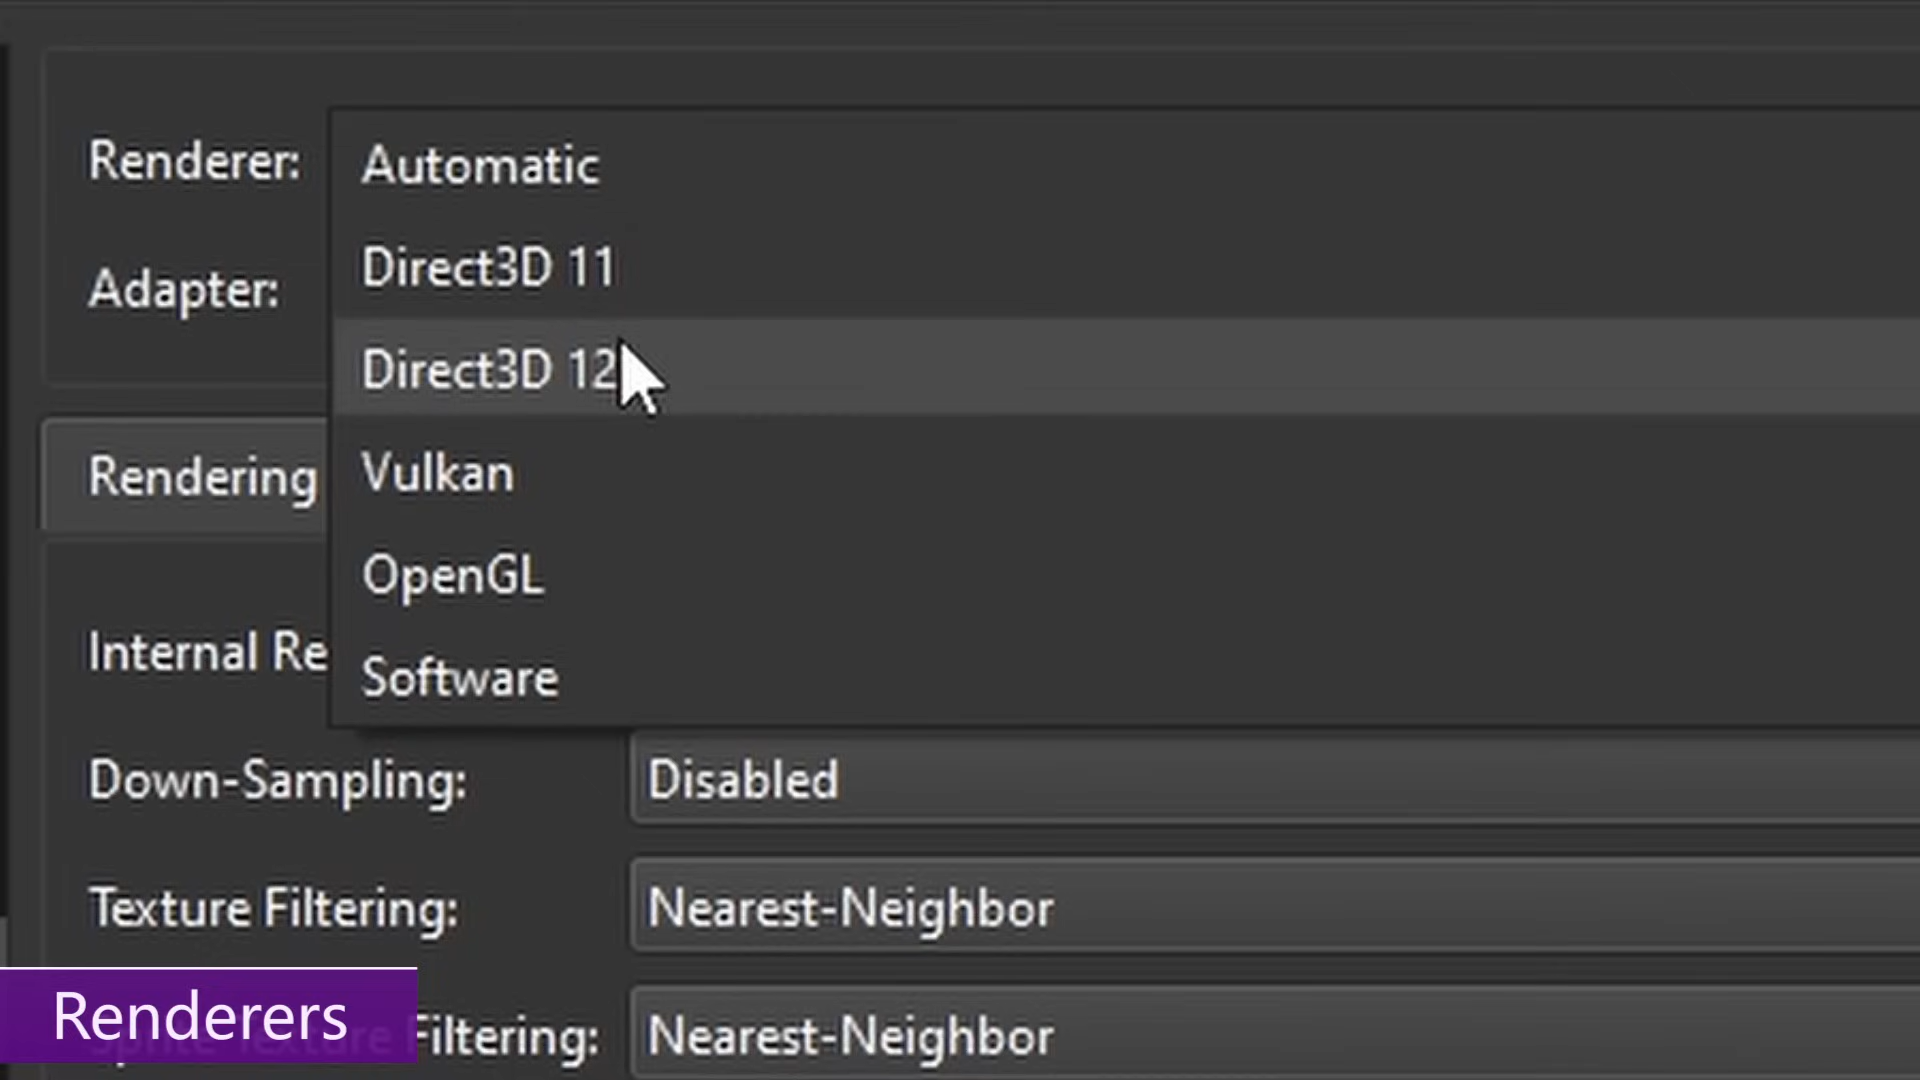 Renderer:
Automatic
Direct3D 11
Adapter:
Direct3D 12
Rendering
Vulkan
OpenGL
Internal Re
Software
Down-Sampling: Disabled
Texture Filtering: Nearest-Neighbor
Renderers
Filtering: Nearest-Neighbor